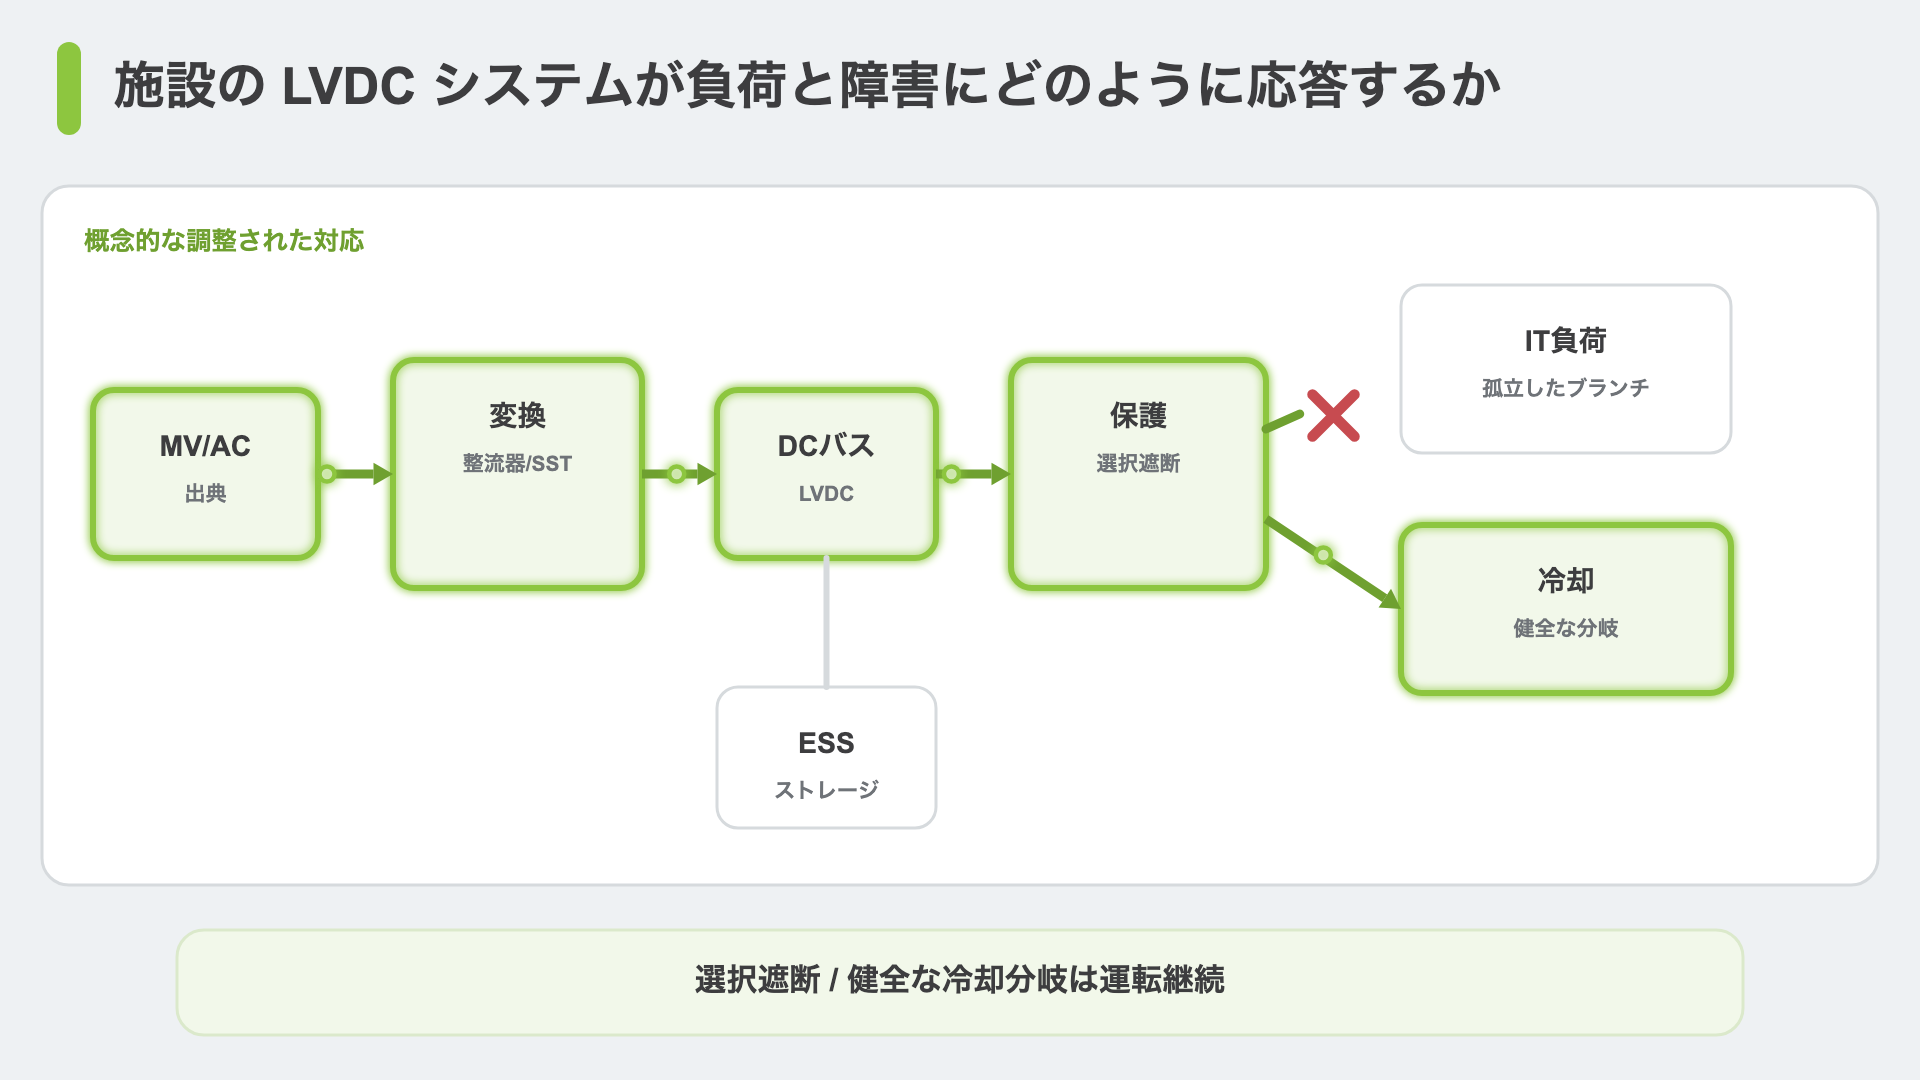 施設の LVDC システムが負荷と障害にどのように応答するか
概念的な調整された対応
MV/AC
出典
変換
整流器/SST
DCバス
LVDC
保護
選択遮断
IT負荷
孤立したブランチ
冷却
健全な分岐
ESS
ストレージ
選択遮断 / 健全な冷却分岐は運転継続